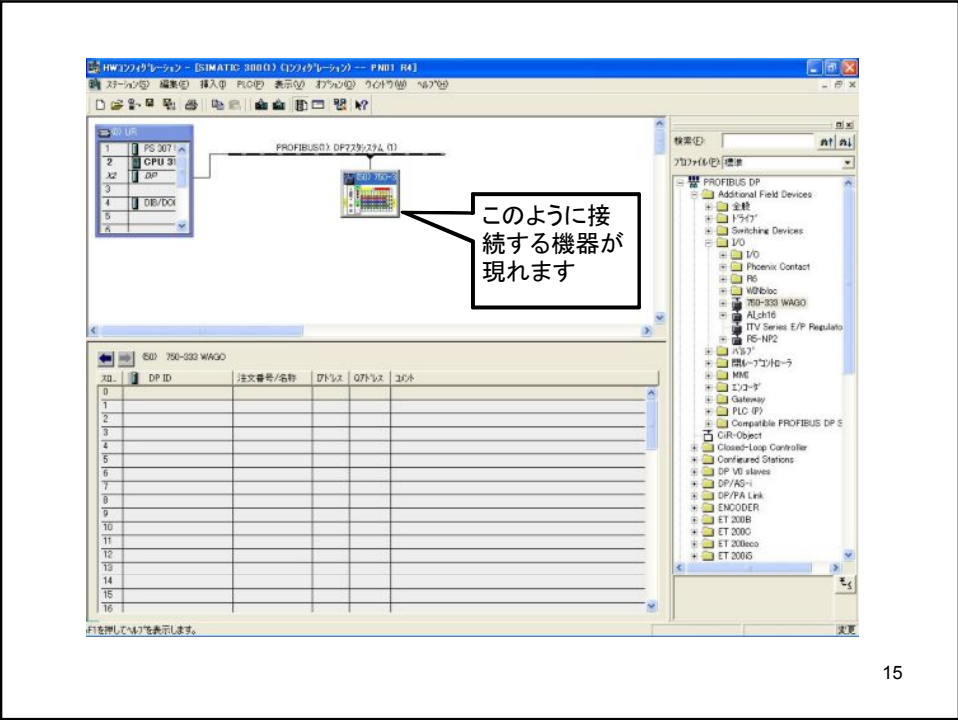 HWコンフィグレーション - [SIMATIC 300(1) (コンフィグレーション) -- PN01_R4]
ステーション(S) 編集(E) 挿入(I) PLC(P) 表示(V) オプション(O) ウィンドウ(W) ヘルプ(H)
(0) UR
1 PS 307
2 CPU 31
X2 DP
3
4 DI8/DO
5
6
PROFIBUS(1): DPマスタシステム (1)
(50) 750-3
このように接
続する機器が
現れます
検索(F):
プロファイル(P): 標準
PROFIBUS DP
Additional Field Devices
全般
ドライブ
Switching Devices
I/O
I/O
Phoenix Contact
R6
WINbloc
750-333 WAGO
AI_ch16
ITV Series E/P Regulato
R5-NP2
バルブ
閉ループコントローラ
MMI
エンコーダ
Gateway
PLC (P)
Compatible PROFIBUS DP S
CiR-Object
Closed-Loop Controller
Configured Stations
DP V0 slaves
DP/AS-i
DP/PA Link
ENCODER
ET 200B
ET 200C
ET 200eco
ET 200iS
(50) 750-333 WAGO
スロ... DP ID 注文番号/名称 Iアドレス Qアドレス コメント
0
1
2
3
4
5
6
7
8
9
10
11
12
13
14
15
16
F1を押してヘルプを表示します。
変更
15